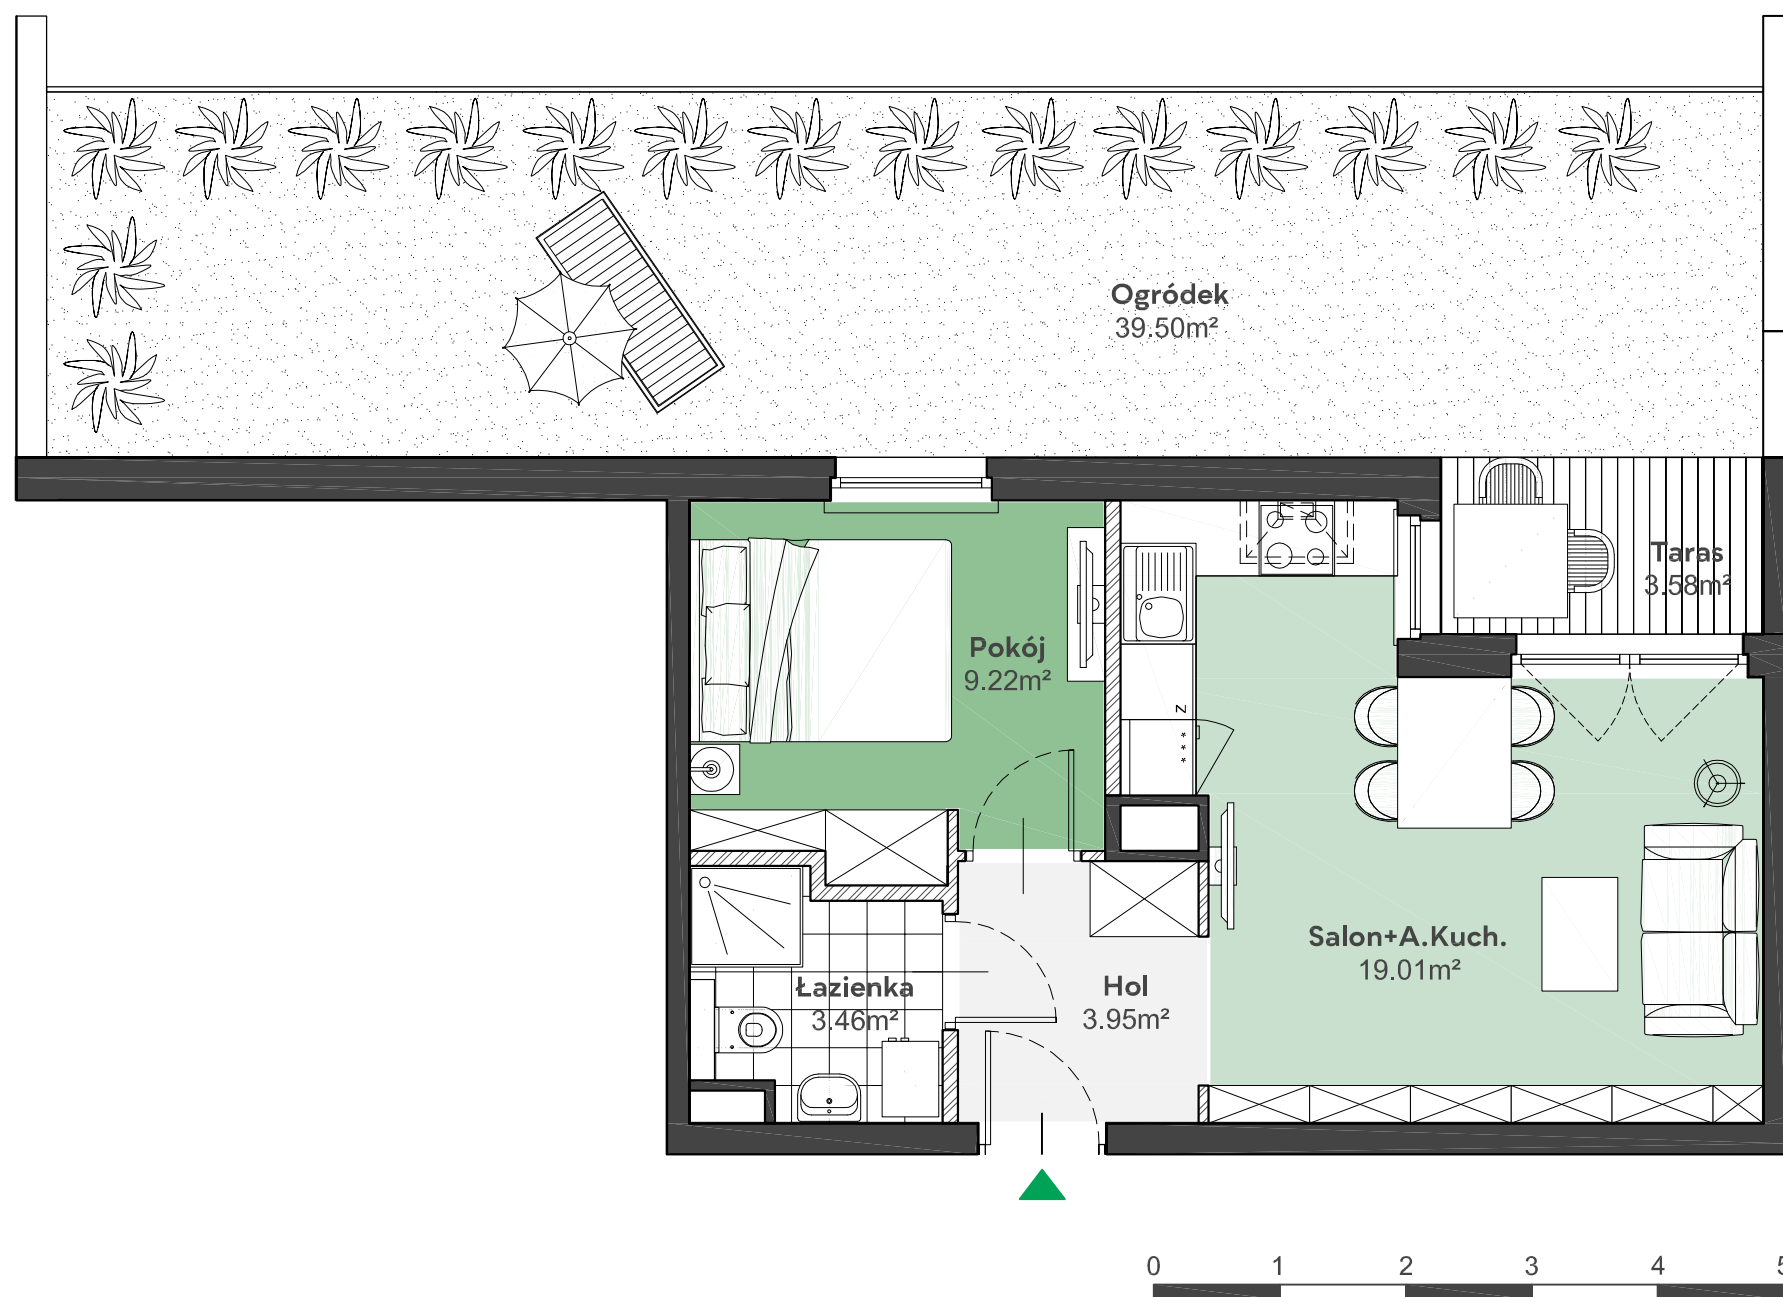 Ogródek
39.50m²
Taras
3.58m²
Pokój
9.22m²
Z
***
Salon+A.Kuch.
19.01m²
Łazienka
3.46m²
Hol
3.95m²
0 1 2 3 4 5